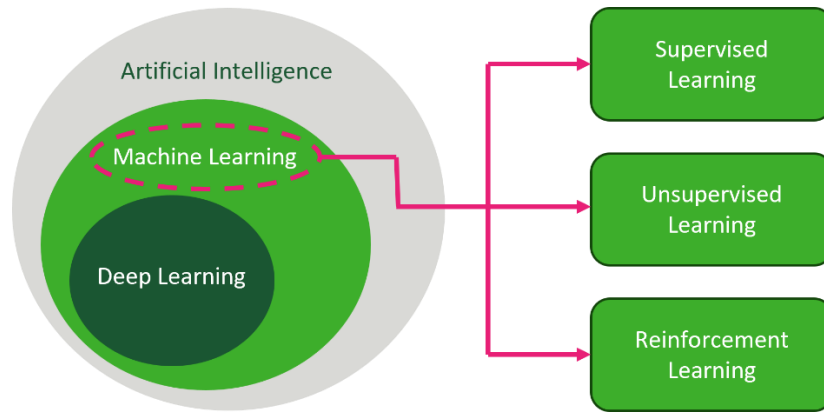 Artificial Intelligence
Machine Learning
Deep Learning
Supervised
Learning
Unsupervised
Learning
Reinforcement
Learning